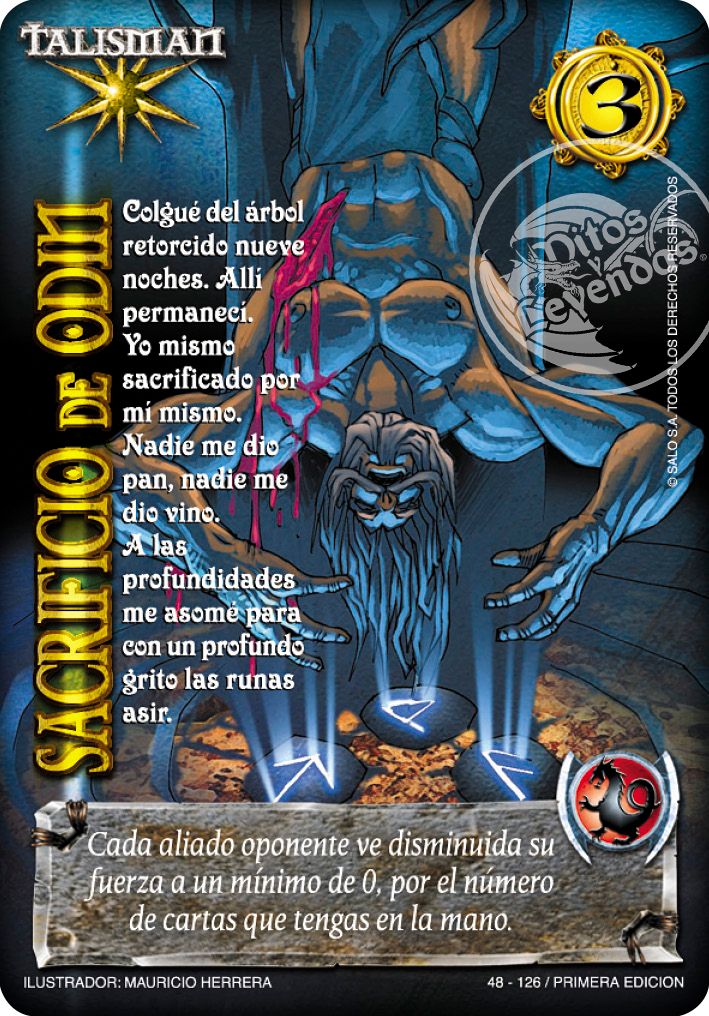 TALISMAN
3
SACRIFICIO DE ODIN
Colgué del árbol
retorcido nueve
noches. Allí
permanecí.
Yo mismo
sacrificado por
mí mismo.
Nadie me dio
pan, nadie me
dio vino.
A las
profundidades
me asomé para
con un profundo
grito las runas
asir.
Mitos
y
Leyendas
®
© SALO S.A. TODOS LOS DERECHOS RESERVADOS
Cada aliado oponente ve disminuida su
fuerza a un mínimo de 0, por el número
de cartas que tengas en la mano.
ILUSTRADOR: MAURICIO HERRERA
48 - 126 / PRIMERA EDICION